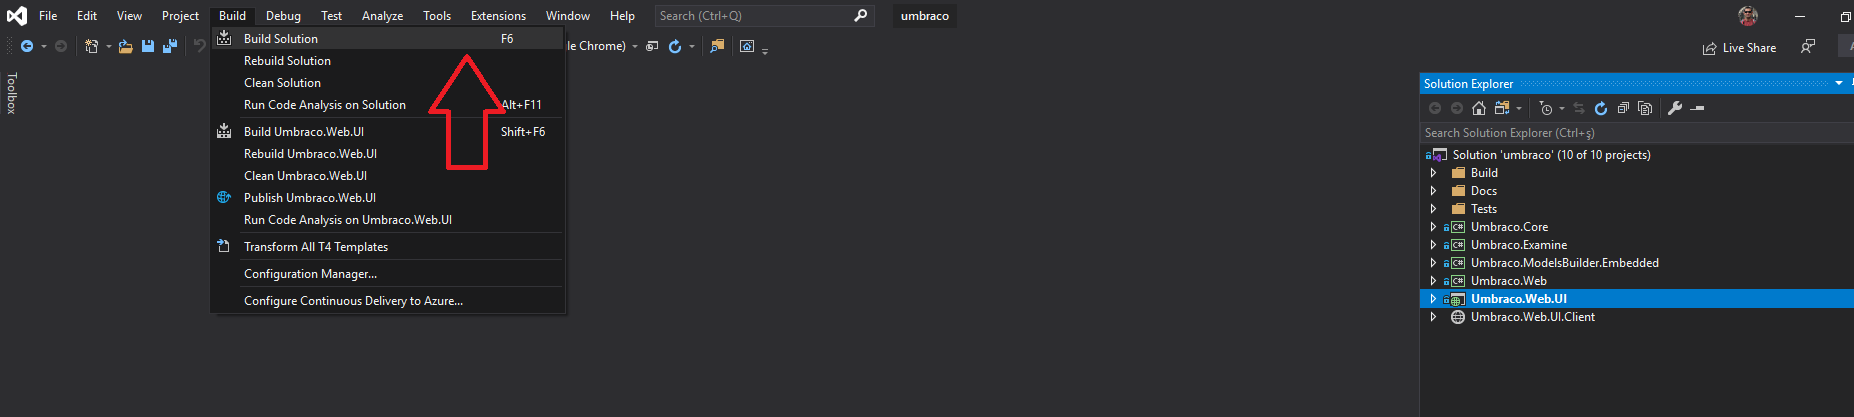 File Edit View Project Build Debug Test Analyze Tools Extensions Window Help Search (Ctrl+Q) umbraco
Build Solution F6
Rebuild Solution
Clean Solution
Run Code Analysis on Solution Alt+F11
Build Umbraco.Web.UI Shift+F6
Rebuild Umbraco.Web.UI
Clean Umbraco.Web.UI
Publish Umbraco.Web.UI
Run Code Analysis on Umbraco.Web.UI
Transform All T4 Templates
Configuration Manager...
Configure Continuous Delivery to Azure...
le Chrome)
Live Share
Toolbox
Solution Explorer
Search Solution Explorer (Ctrl+ş)
Solution 'umbraco' (10 of 10 projects)
Build
Docs
Tests
C# Umbraco.Core
C# Umbraco.Examine
C# Umbraco.ModelsBuilder.Embedded
C# Umbraco.Web
Umbraco.Web.UI
Umbraco.Web.UI.Client